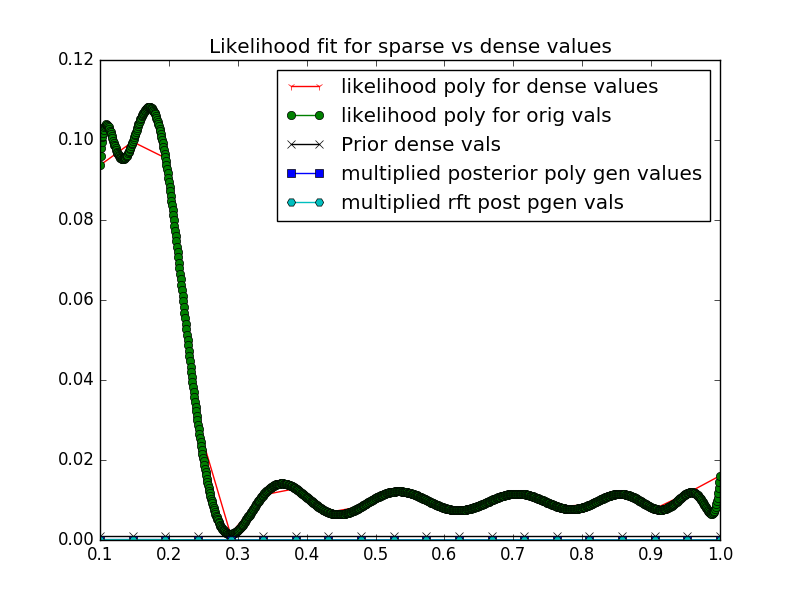 Likelihood fit for sparse vs dense values
0.12
0.10
0.08
0.06
0.04
0.02
0.00
likelihood poly for dense values
likelihood poly for orig vals
Prior dense vals
multiplied posterior poly gen values
multiplied rft post pgen vals
0.1 0.2 0.3 0.4 0.5 0.6 0.7 0.8 0.9 1.0